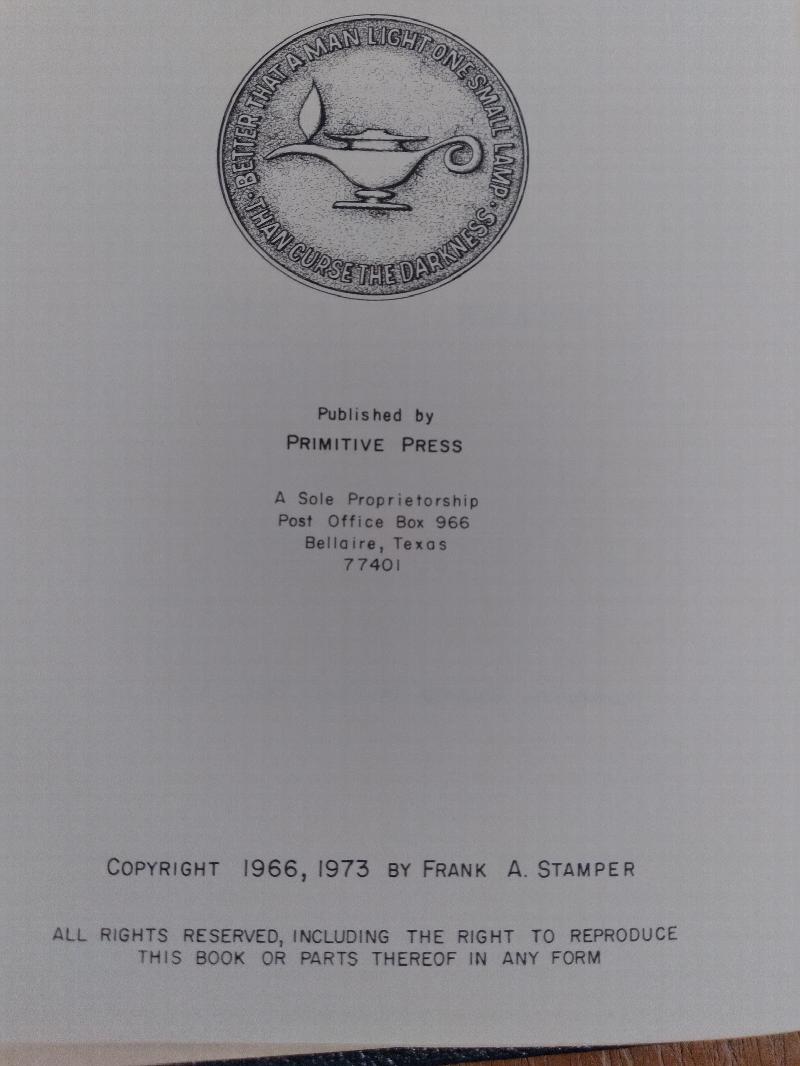 BETTER THAT A MAN LIGHT ONE SMALL LAMP
· THAN CURSE THE DARKNESS ·
Published by
PRIMITIVE PRESS
A Sole Proprietorship
Post Office Box 966
Bellaire, Texas
77401
COPYRIGHT 1966, 1973 BY FRANK A. STAMPER
ALL RIGHTS RESERVED, INCLUDING THE RIGHT TO REPRODUCE
THIS BOOK OR PARTS THEREOF IN ANY FORM